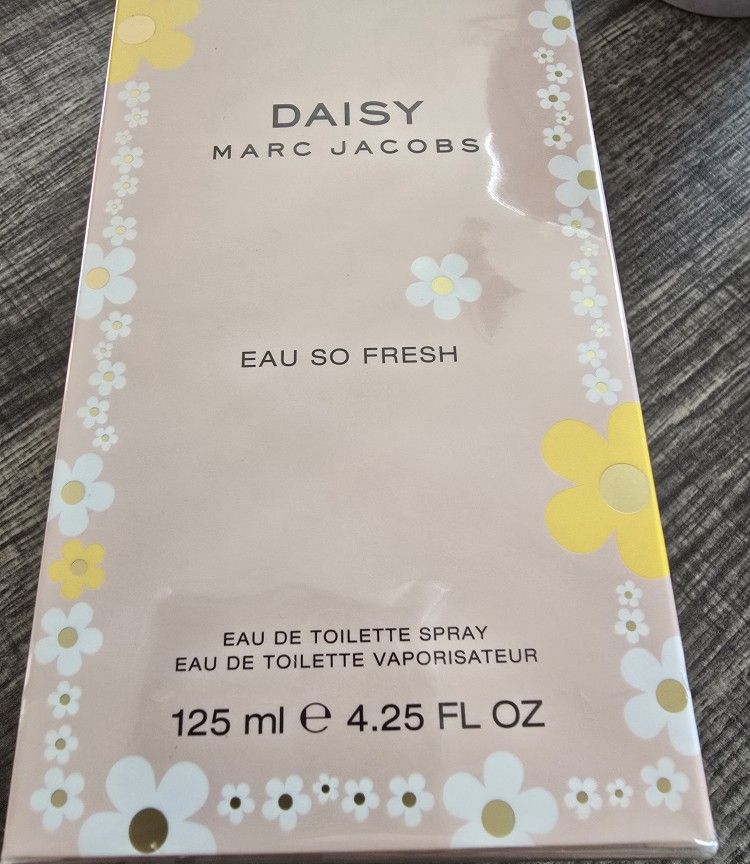 DAISY
MARC JACOBS
EAU SO FRESH
EAU DE TOILETTE SPRAY
EAU DE TOILETTE VAPORISATEUR
125 ml ℮ 4.25 FL OZ